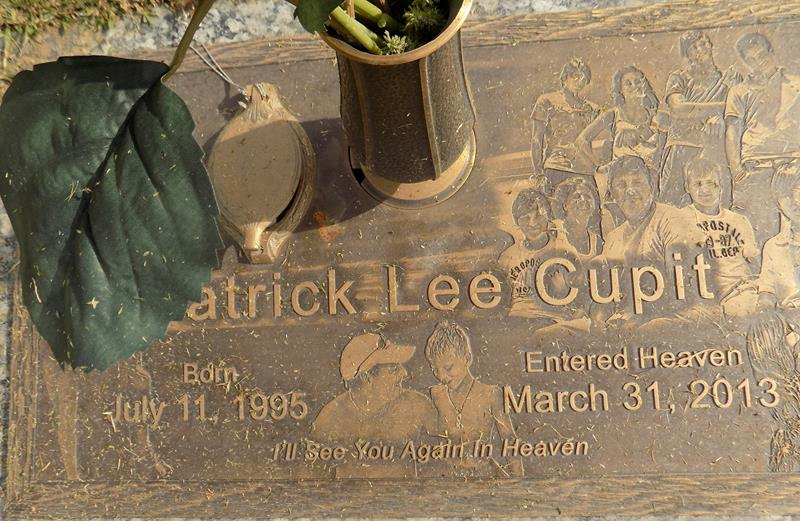 atrick Lee Cupit
Born
July 11, 1995
Entered Heaven
March 31, 2013
I'll See You Again In Heaven